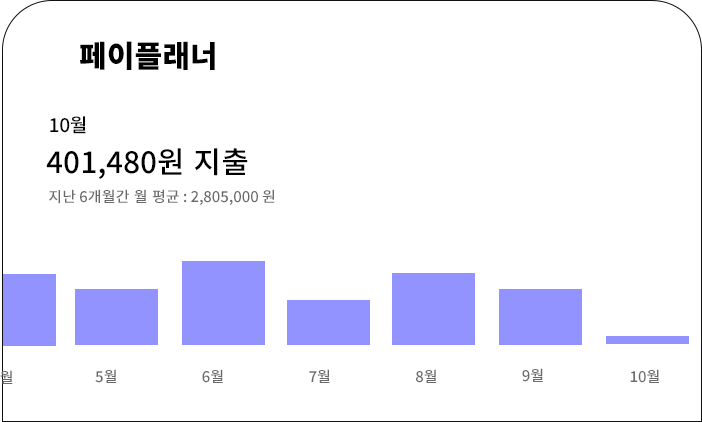 페이플래너
10월
401,480원 지출
지난 6개월간 월 평균 : 2,805,000 원
월 5월 6월 7월 8월 9월 10월